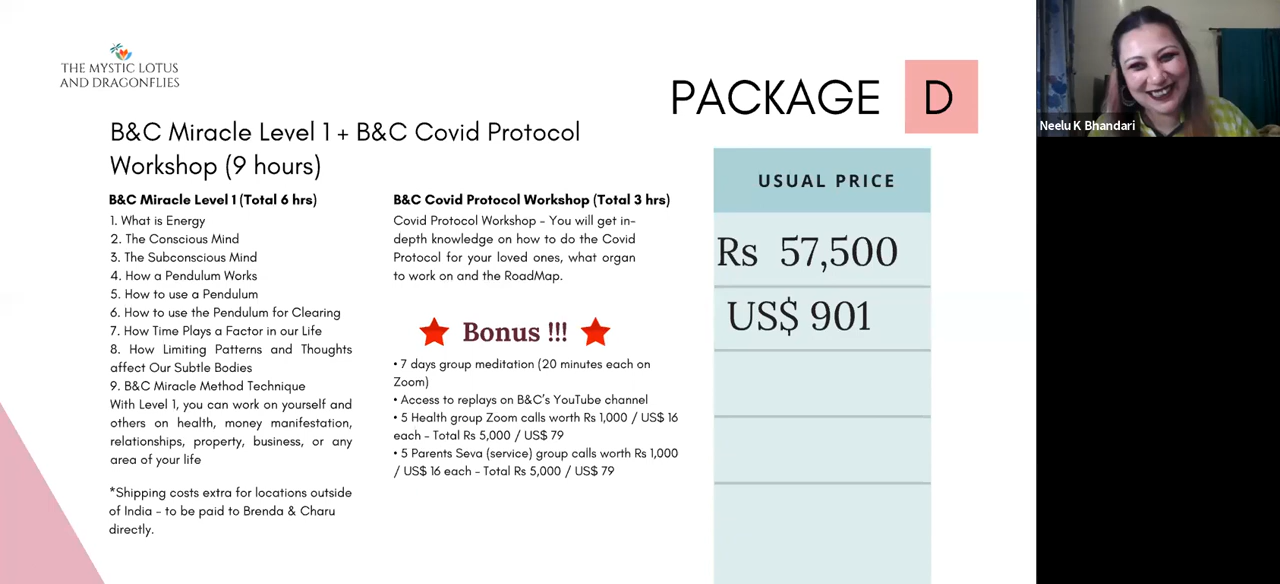 THE MYSTIC LOTUS
AND DRAGONFLIES
PACKAGE D
B&C Miracle Level 1 + B&C Covid Protocol
Workshop (9 hours)
B&C Miracle Level 1 (Total 6 hrs)
1. What is Energy
2. The Conscious Mind
3. The Subconscious Mind
4. How a Pendulum Works
5. How to use a Pendulum
6. How to use the Pendulum for Clearing
7. How Time Plays a Factor in our Life
8. How Limiting Patterns and Thoughts
affect Our Subtle Bodies
9. B&C Miracle Method Technique
With Level 1, you can work on yourself and
others on health, money manifestation,
relationships, property, business, or any
area of your life
*Shipping costs extra for locations outside
of India - to be paid to Brenda & Charu
directly.
B&C Covid Protocol Workshop (Total 3 hrs)
Covid Protocol Workshop - You will get in-
depth knowledge on how to do the Covid
Protocol for your loved ones, what organ
to work on and the RoadMap.
Bonus !!!
• 7 days group meditation (20 minutes each on
Zoom)
• Access to replays on B&C's YouTube channel
• 5 Health group Zoom calls worth Rs 1,000 / US$ 16
each - Total Rs 5,000 / US$ 79
• 5 Parents Seva (service) group calls worth Rs 1,000
/ US$ 16 each - Total Rs 5,000 / US$ 79
USUAL PRICE
Rs 57,500
US$ 901
Neelu K Bhandari